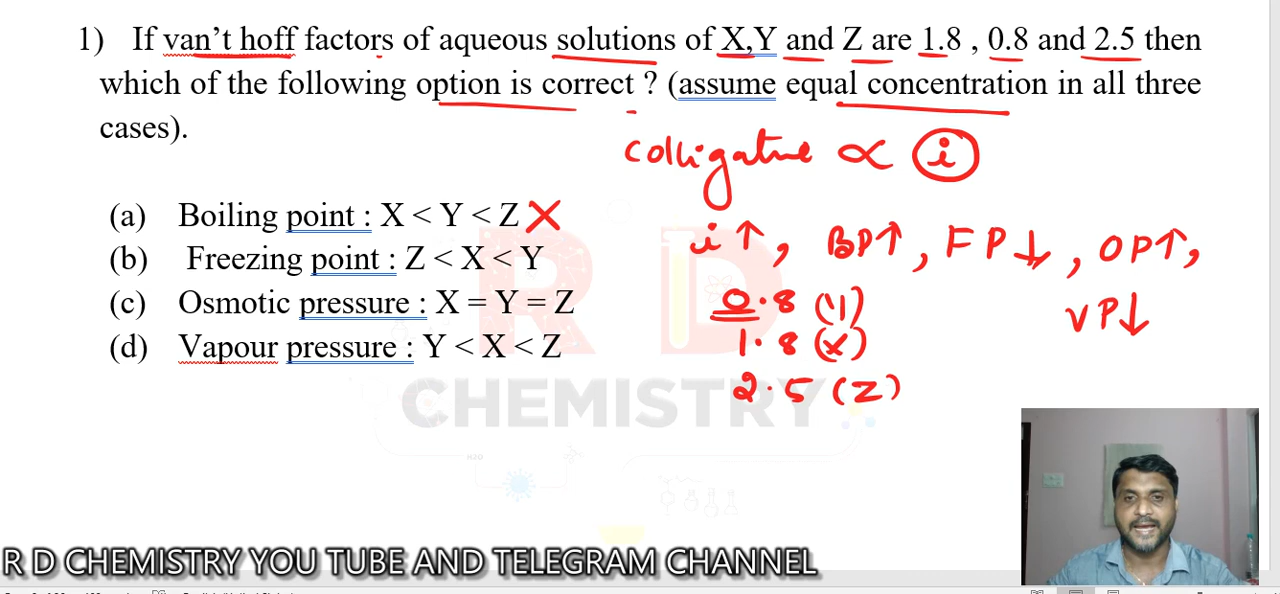 1) If van’t hoff factors of aqueous solutions of X,Y and Z are 1.8 , 0.8 and 2.5 then
which of the following option is correct ? (assume equal concentration in all three
cases).
colligative ∝ i
(a) Boiling point : X < Y < Z ✗
i ↑, BP↑, FP↓, OP↑,
(b) Freezing point : Z < X < Y
(c) Osmotic pressure : X = Y = Z
0.8 (Y)
VP↓
(d) Vapour pressure : Y < X < Z
1.8 (X)
2.5 (Z)
R D
CHEMISTRY
H2O
R D CHEMISTRY YOU TUBE AND TELEGRAM CHANNEL